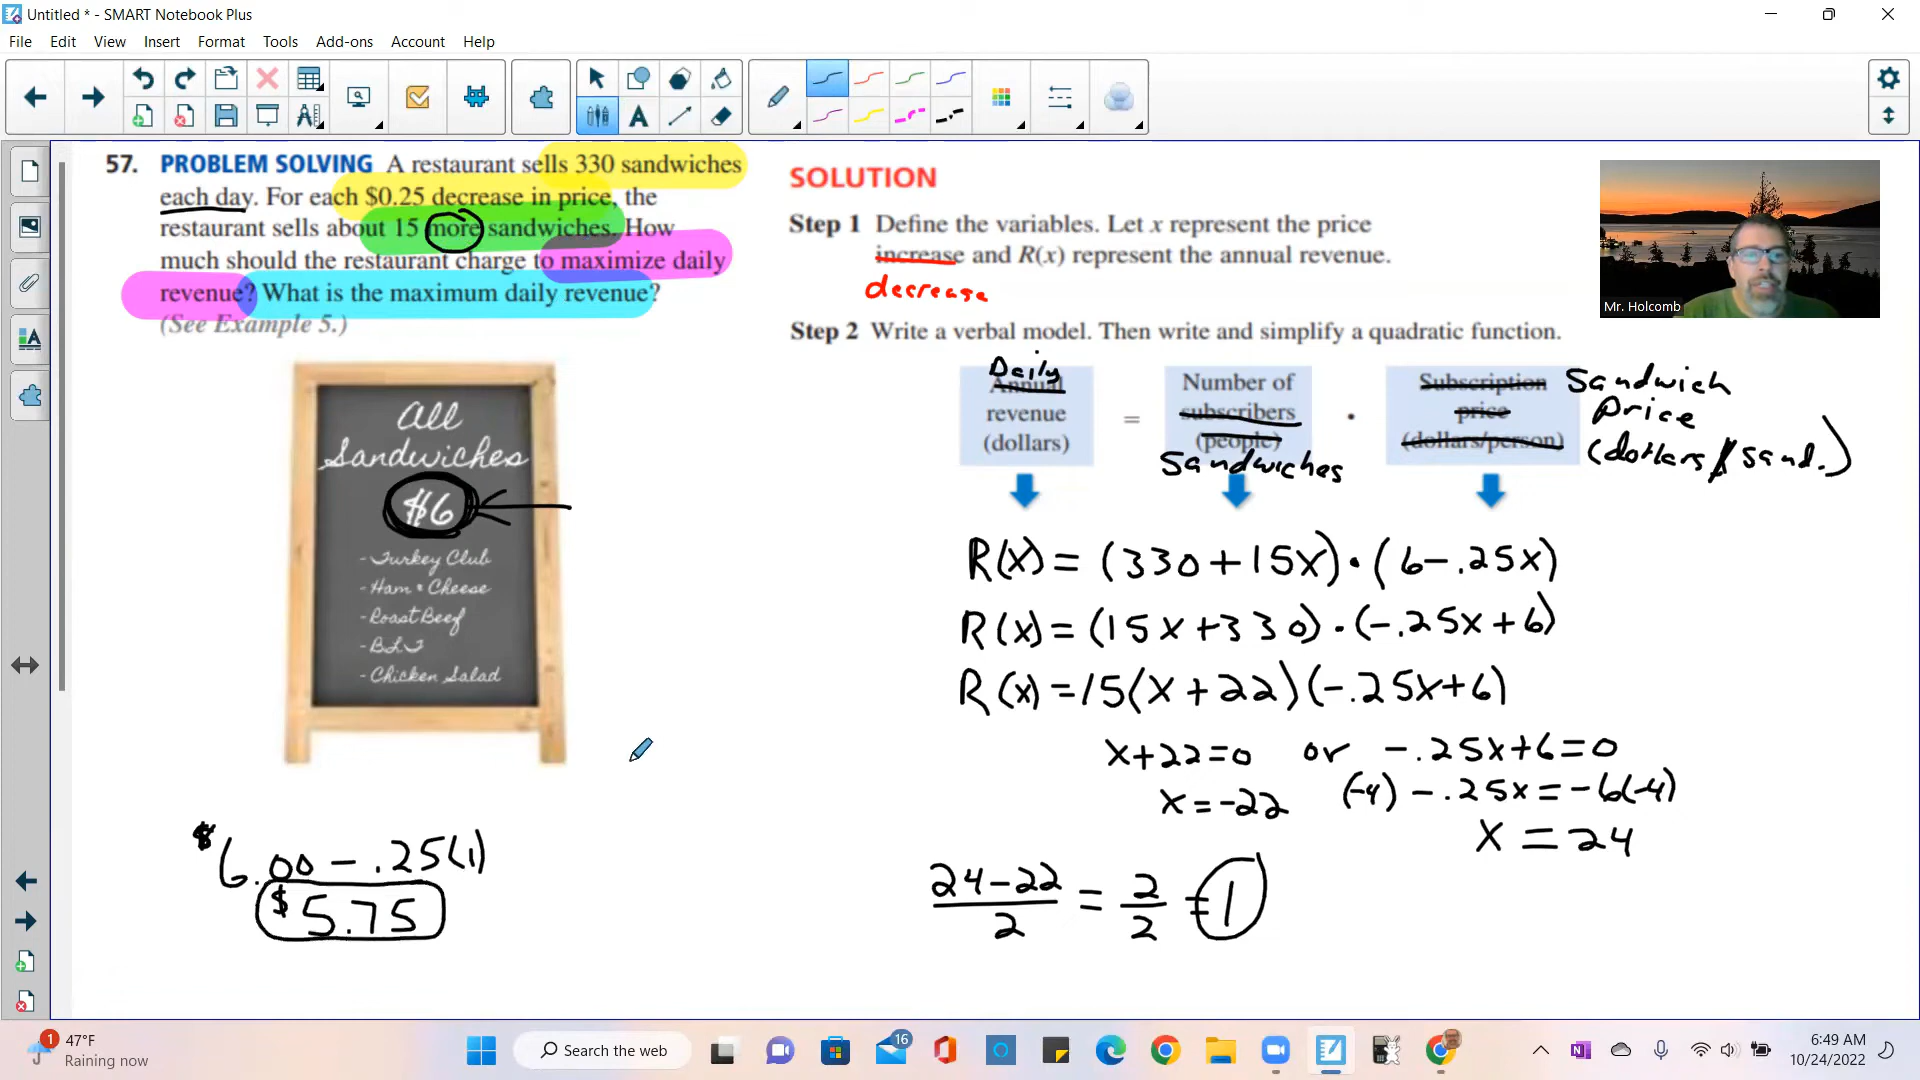 Untitled * - SMART Notebook Plus
File Edit View Insert Format Tools Add-ons Account Help
57. PROBLEM SOLVING A restaurant sells 330 sandwiches
each day. For each $0.25 decrease in price, the
restaurant sells about 15 more sandwiches. How
much should the restaurant charge to maximize daily
revenue? What is the maximum daily revenue?
(See Example 5.)
All
Sandwiches
$6
- Turkey Club
- Ham & Cheese
- Roast Beef
- BLT
- Chicken Salad
$6.00 - .25(1)
$5.75
SOLUTION
Step 1 Define the variables. Let x represent the price
increase and R(x) represent the annual revenue.
decrease
Step 2 Write a verbal model. Then write and simplify a quadratic function.
Daily
Annual
revenue
(dollars)
=
Number of
subscribers
(people)
Sandwiches
•
Subscription
price
(dollars/person)
Sandwich
Price
(dollars/sand.)
R(x) = (330+15x)•(6-.25x)
R(x) = (15x+330)•(-.25x+6)
R(x) = 15(x+22)(-.25x+6)
x+22=0 or -.25x+6=0
x=-22 (-4) -.25x=-6(-4)
x = 24
24-22/2 = 2/2 = 1
Mr. Holcomb
1
47°F
Raining now
Search the web
16
6:49 AM
10/24/2022